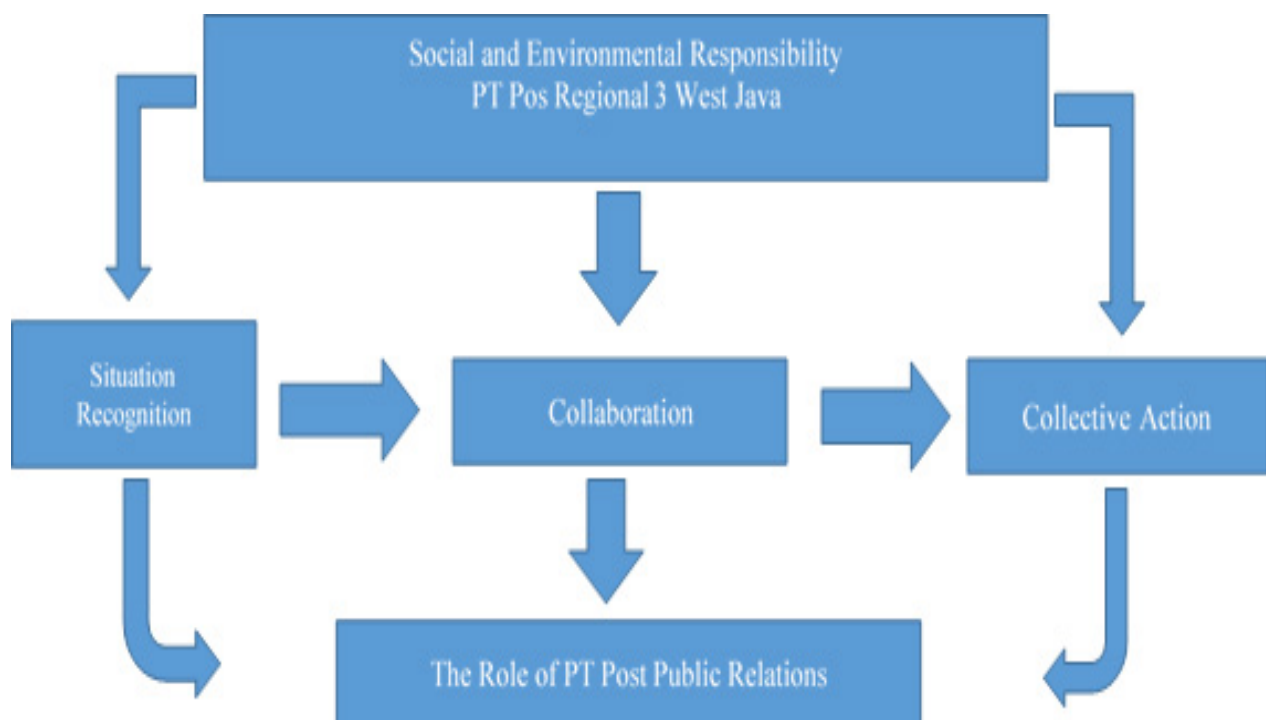 Social and Environmental Responsibility
PT Pos Regional 3 West Java
Situation
Recognition
Collaboration
Collective Action
The Role of PT Post Public Relations